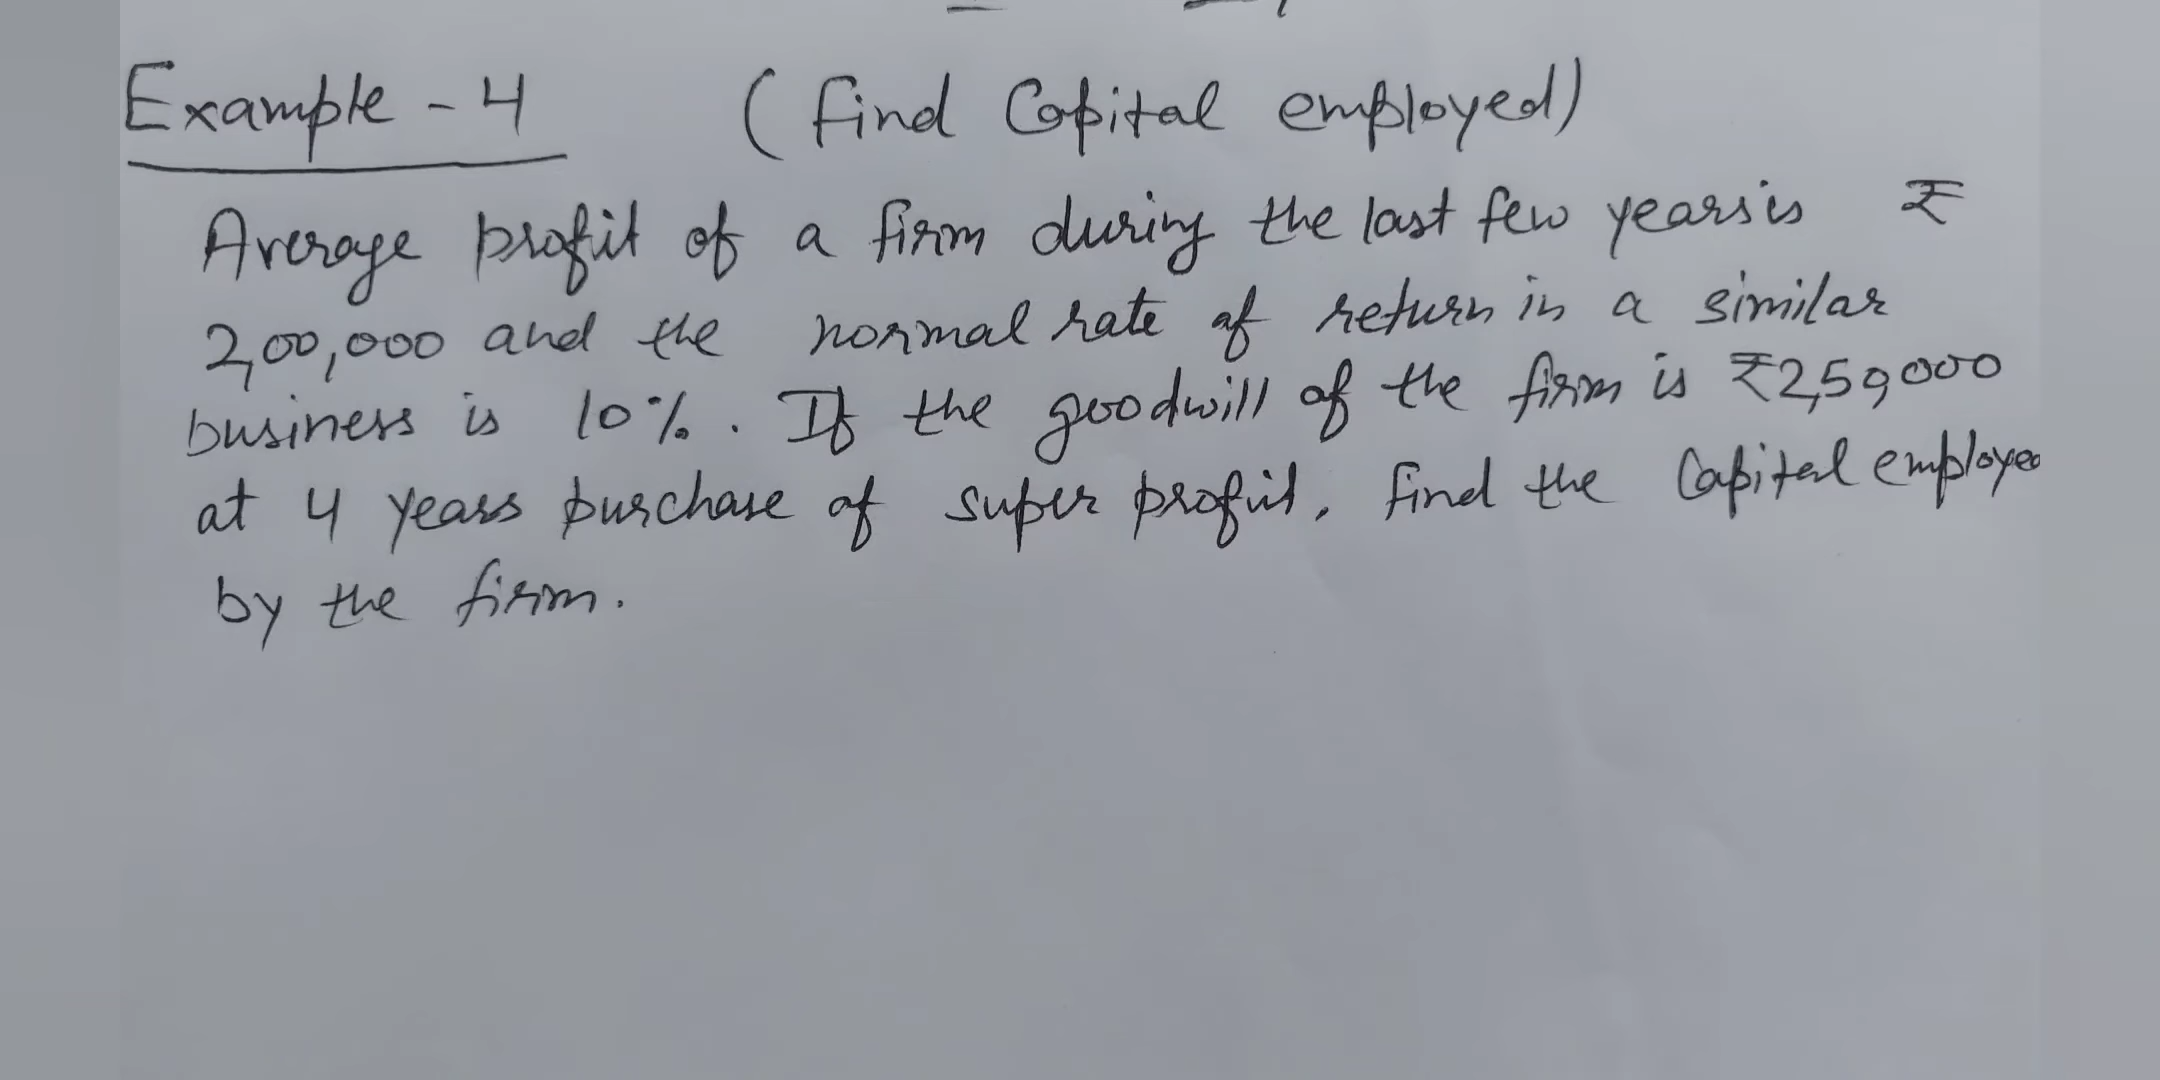 Example - 4 (find Capital employed)
Average profit of a firm during the last few years is ₹
2,00,000 and the normal rate of return in a similar
business is 10%. If the goodwill of the firm is ₹2,50,000
at 4 years purchase of super profit, find the Capital employed
by the firm.